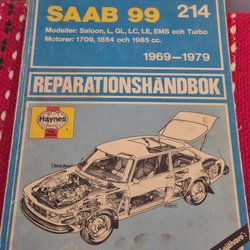 SAAB 99
214
Modeller: Saloon, L, GL, LC, LE, EMS och Turbo
Motorer: 1709, 1854 och 1985 cc.
1969—1979
REPARATIONSHANDBOK
Haynes